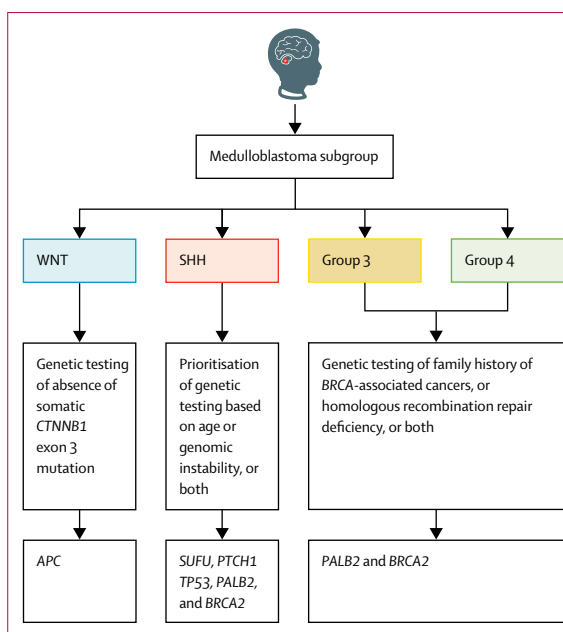 Medulloblastoma subgroup
WNT
SHH
Group 3
Group 4
Genetic testing
of absence of
somatic
CTNNB1
exon 3
mutation
Prioritisation
of genetic
testing based
on age or
genomic
instability, or
both
Genetic testing of family history of
BRCA-associated cancers, or
homologous recombination repair
deficiency, or both
APC
SUFU, PTCH1
TP53, PALB2,
and BRCA2
PALB2 and BRCA2